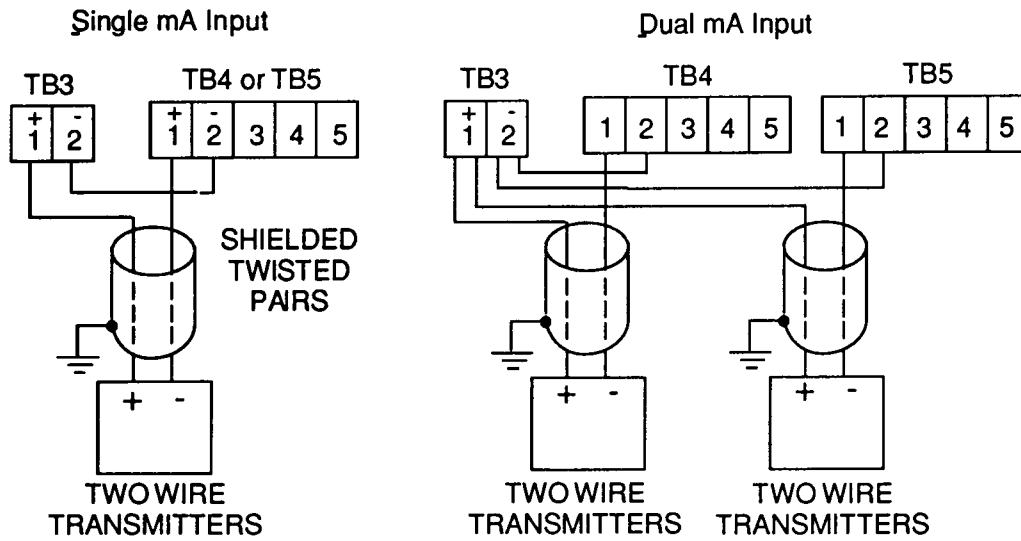 Single mA Input
TB3
TB4 or TB5
+ -
1 2
+ -
1 2 3 4 5
SHIELDED
TWISTED
PAIRS
+ -
TWO WIRE
TRANSMITTERS
Dual mA Input
TB3
TB4
TB5
+ -
1 2
1 2 3 4 5
1 2 3 4 5
+ -
+ -
TWO WIRE
TRANSMITTERS
TWO WIRE
TRANSMITTERS